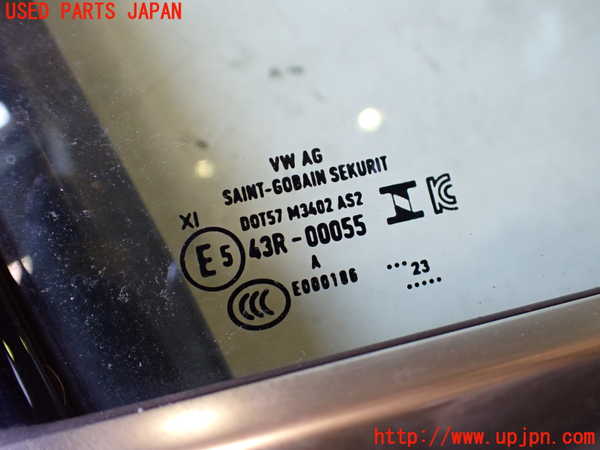 USED PARTS JAPAN
VW AG
SAINT-GOBAIN SEKURIT
XI
DOT57 M3402 AS2
E5
43R-00055
A
E000186
CCC
...23
.....
http://www.upjpn.com